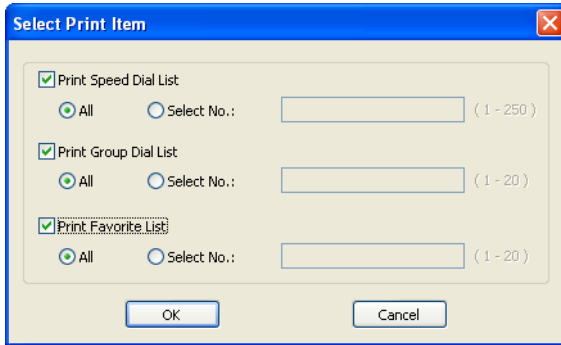 Select Print Item
Print Speed Dial List
All Select No.: ( 1 - 250 )
Print Group Dial List
All Select No.: ( 1 - 20 )
Print Favorite List
All Select No.: ( 1 - 20 )
OK Cancel